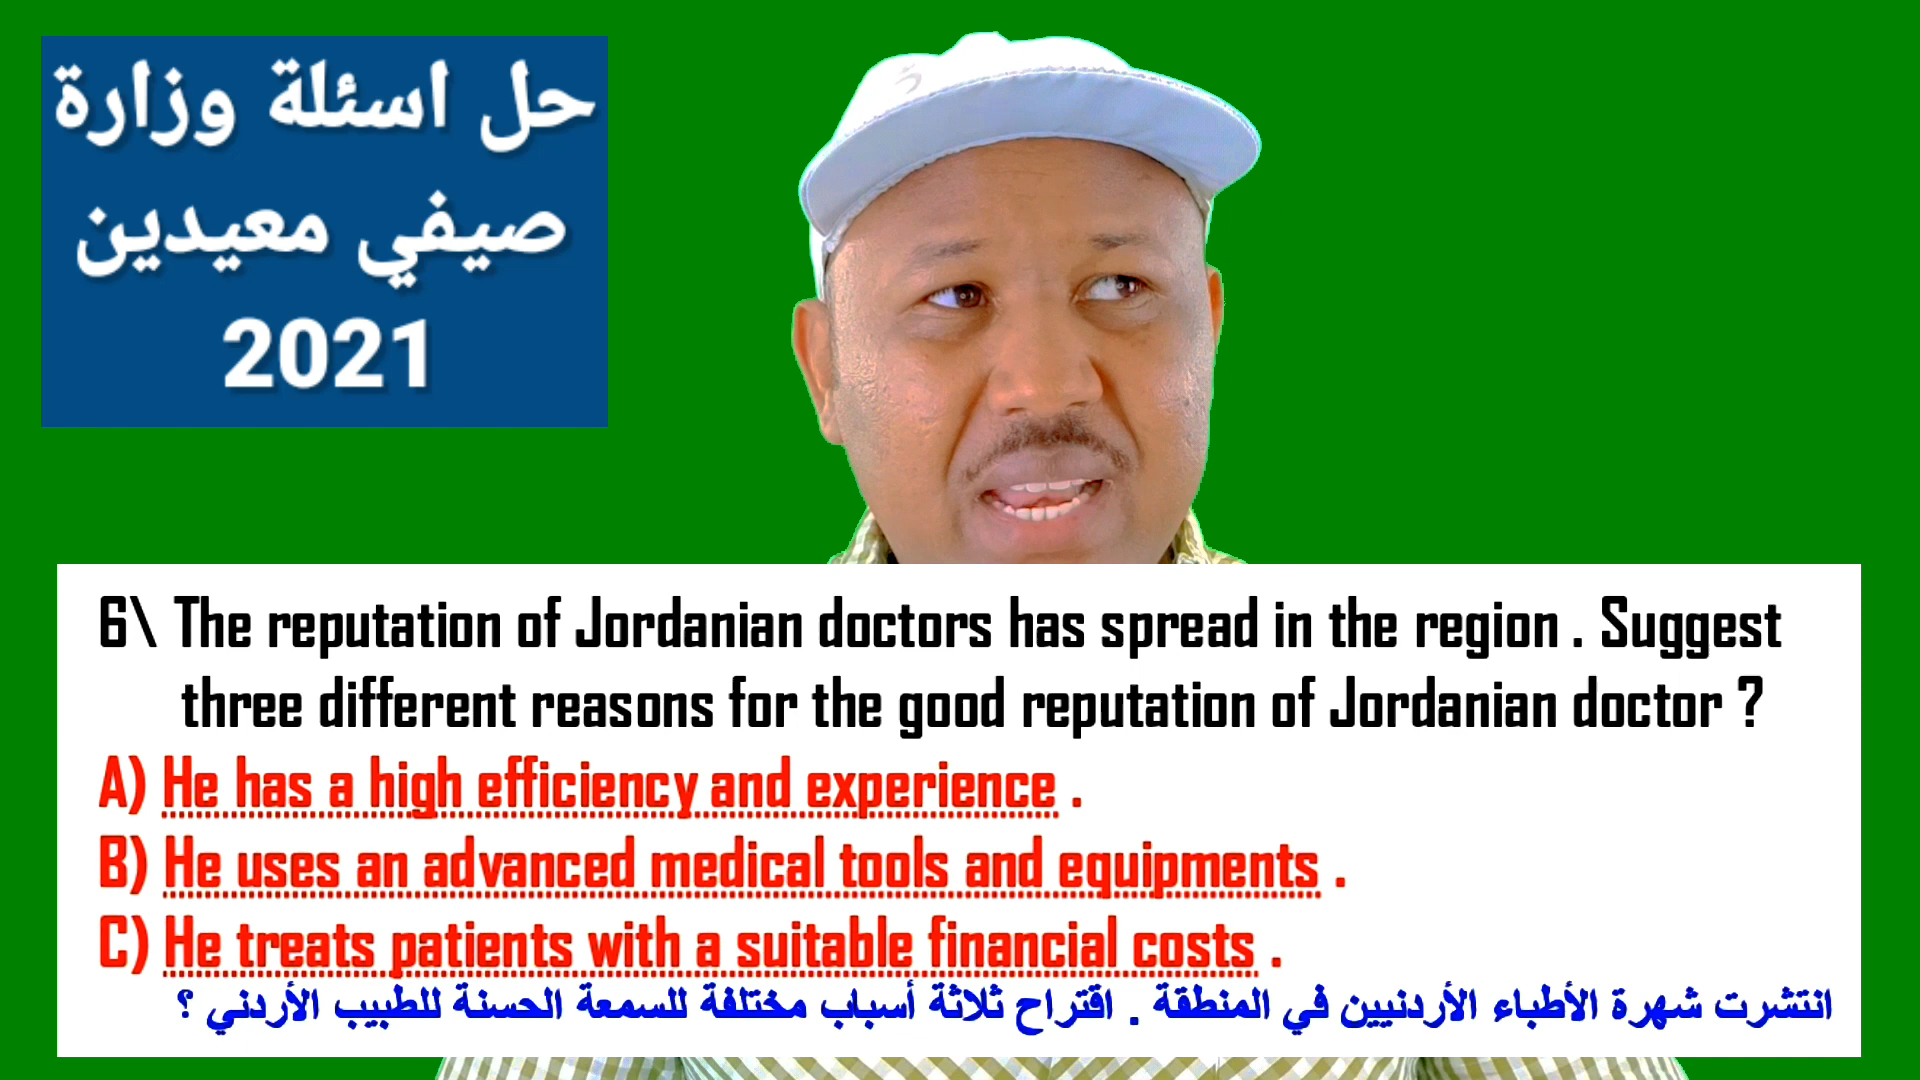 حل اسئلة وزارة
صيفي معيدين
2021
6\ The reputation of Jordanian doctors has spread in the region . Suggest
three different reasons for the good reputation of Jordanian doctor ?
A) He has a high efficiency and experience .
B) He uses an advanced medical tools and equipments .
C) He treats patients with a suitable financial costs .
انتشرت شهرة الأطباء الأردنيين في المنطقة . اقتراح ثلاثة أسباب مختلفة للسمعة الحسنة للطبيب الأردني ؟